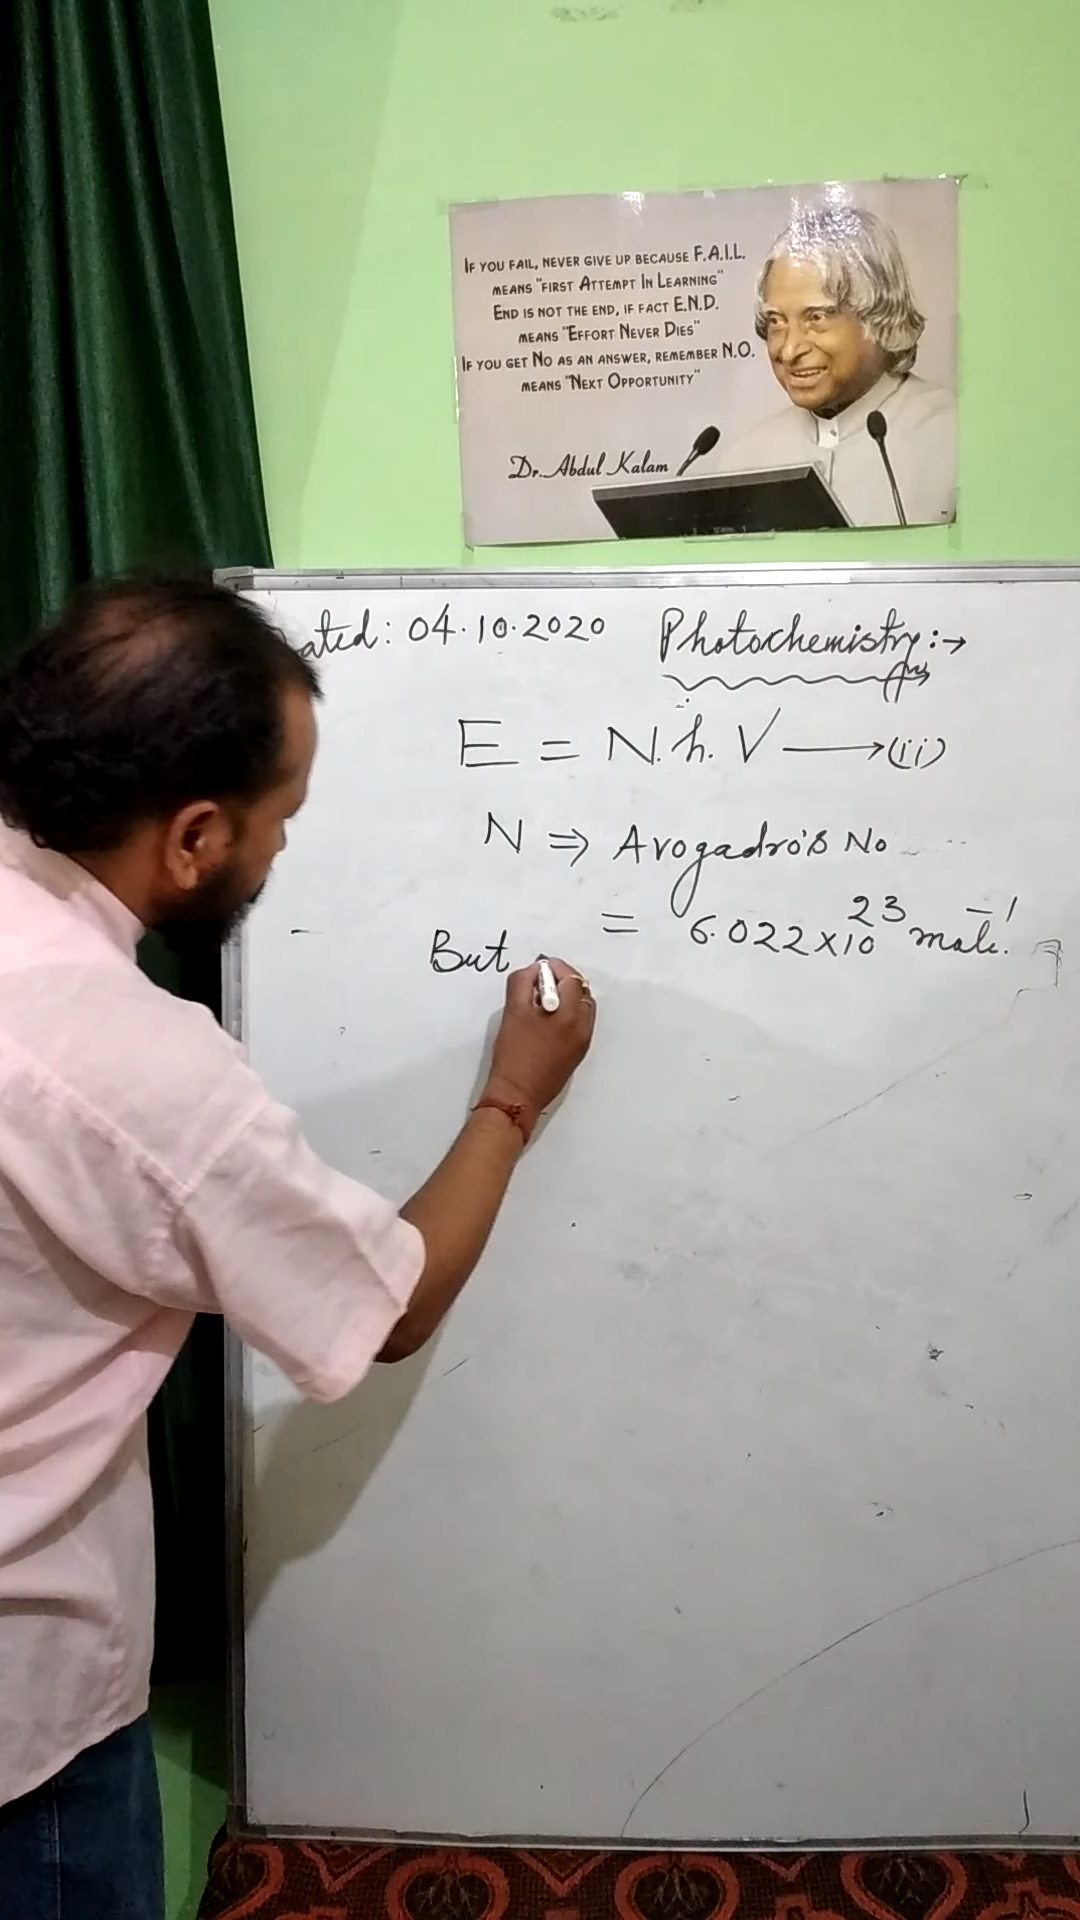 IF YOU FAIL, NEVER GIVE UP BECAUSE F.A.I.L.
MEANS "FIRST ATTEMPT IN LEARNING"
END IS NOT THE END, IF FACT E.N.D.
MEANS "EFFORT NEVER DIES"
IF YOU GET NO AS AN ANSWER, REMEMBER N.O.
MEANS "NEXT OPPORTUNITY"
Dr. Abdul Kalam
ated: 04.10.2020 Photochemistry:→
E = N.h.V ⟶(ii)
N ⇒ Avogadro's No
= 6.022×10²³ mole.⁻¹
But